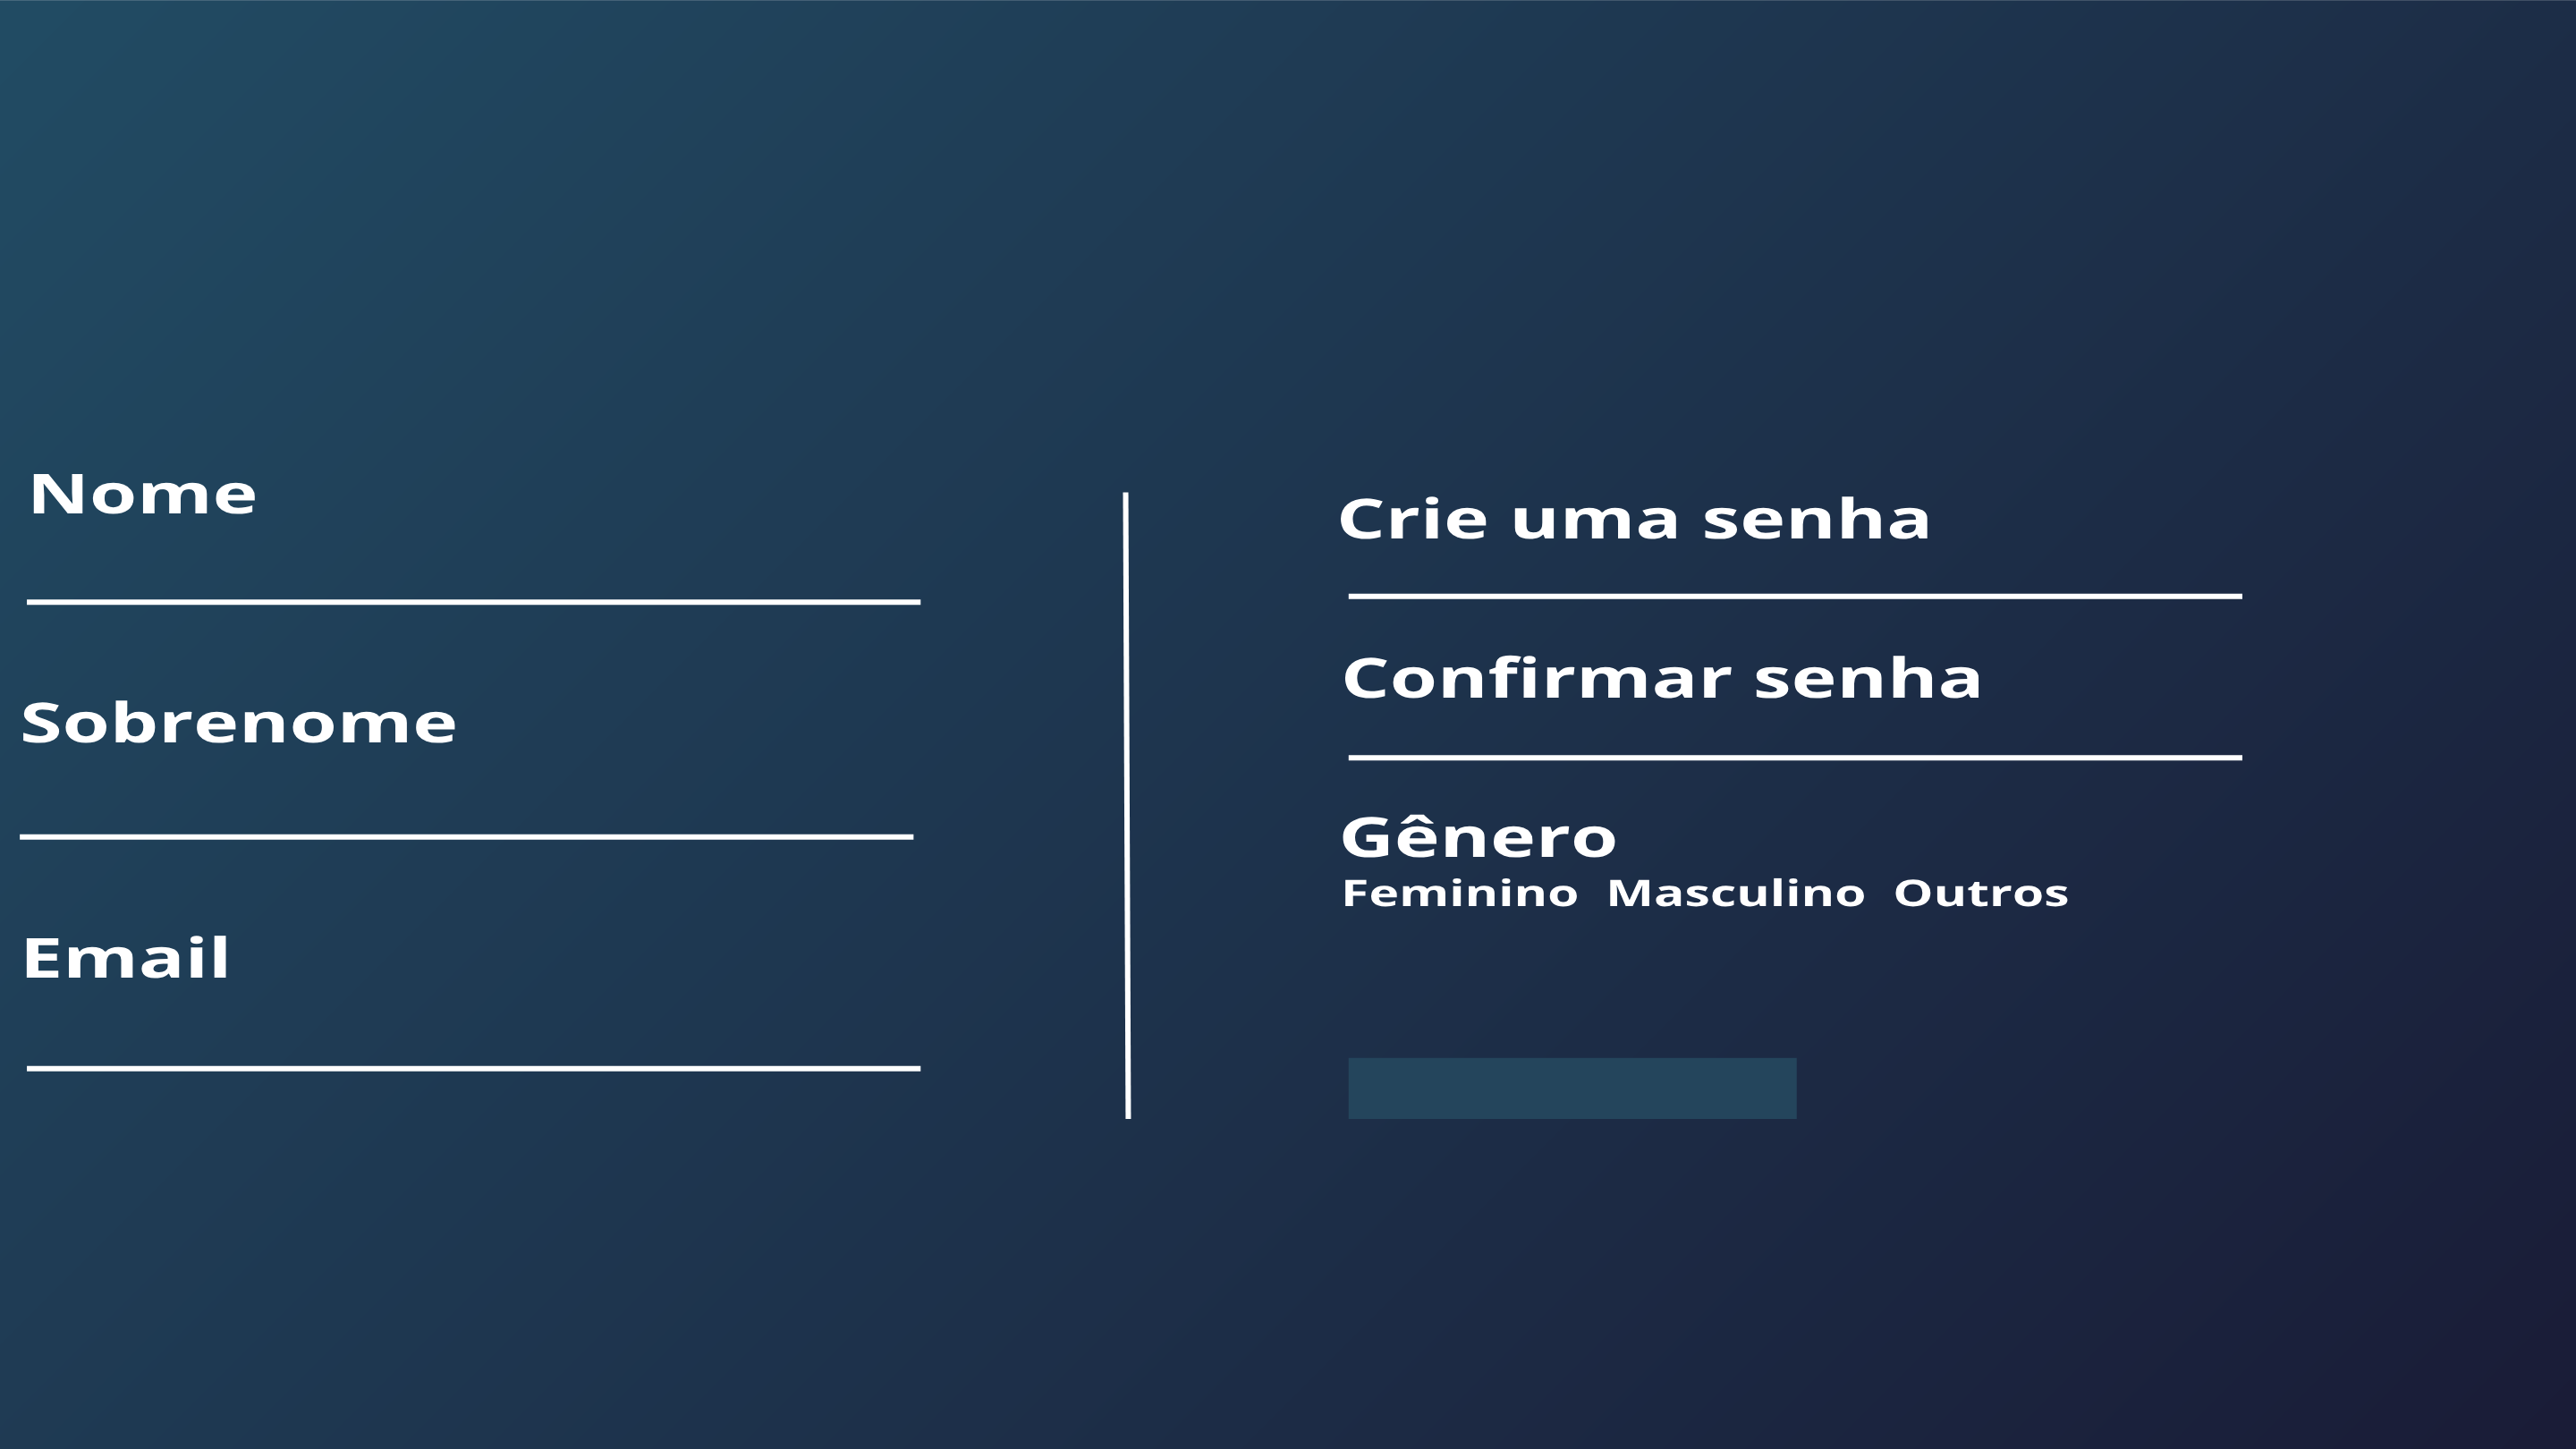 Nome
Sobrenome
Email
Crie uma senha
Confirmar senha
Gênero
Feminino Masculino Outros